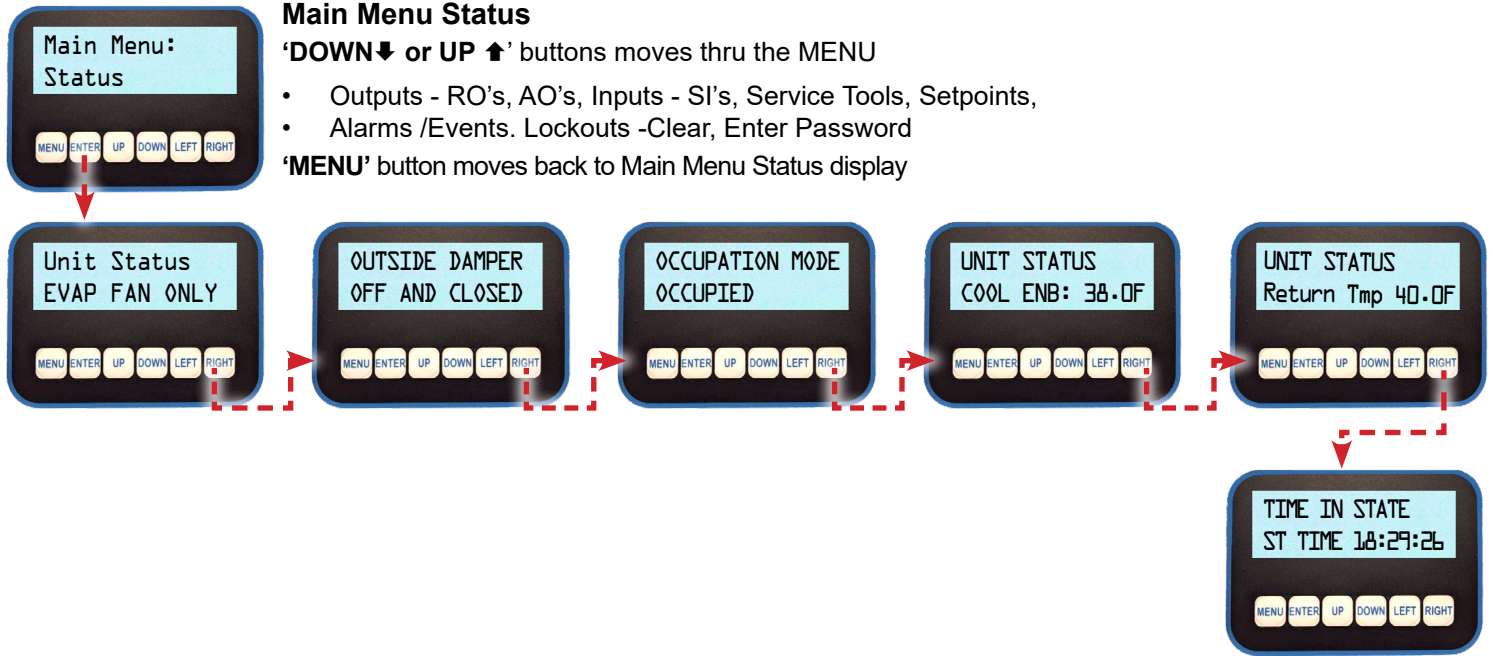 Main Menu Status
‘DOWN⬇ or UP ⬆’ buttons moves thru the MENU
• Outputs - RO’s, AO’s, Inputs - SI’s, Service Tools, Setpoints,
• Alarms /Events. Lockouts -Clear, Enter Password
‘MENU’ button moves back to Main Menu Status display
Main Menu:
Status
MENU ENTER UP DOWN LEFT RIGHT
Unit Status
EVAP FAN ONLY
MENU ENTER UP DOWN LEFT RIGHT
OUTSIDE DAMPER
OFF AND CLOSED
MENU ENTER UP DOWN LEFT RIGHT
OCCUPATION MODE
OCCUPIED
MENU ENTER UP DOWN LEFT RIGHT
UNIT STATUS
COOL ENB: 38.0F
MENU ENTER UP DOWN LEFT RIGHT
UNIT STATUS
Return Tmp 40.0F
MENU ENTER UP DOWN LEFT RIGHT
TIME IN STATE
ST TIME 18:29:26
MENU ENTER UP DOWN LEFT RIGHT